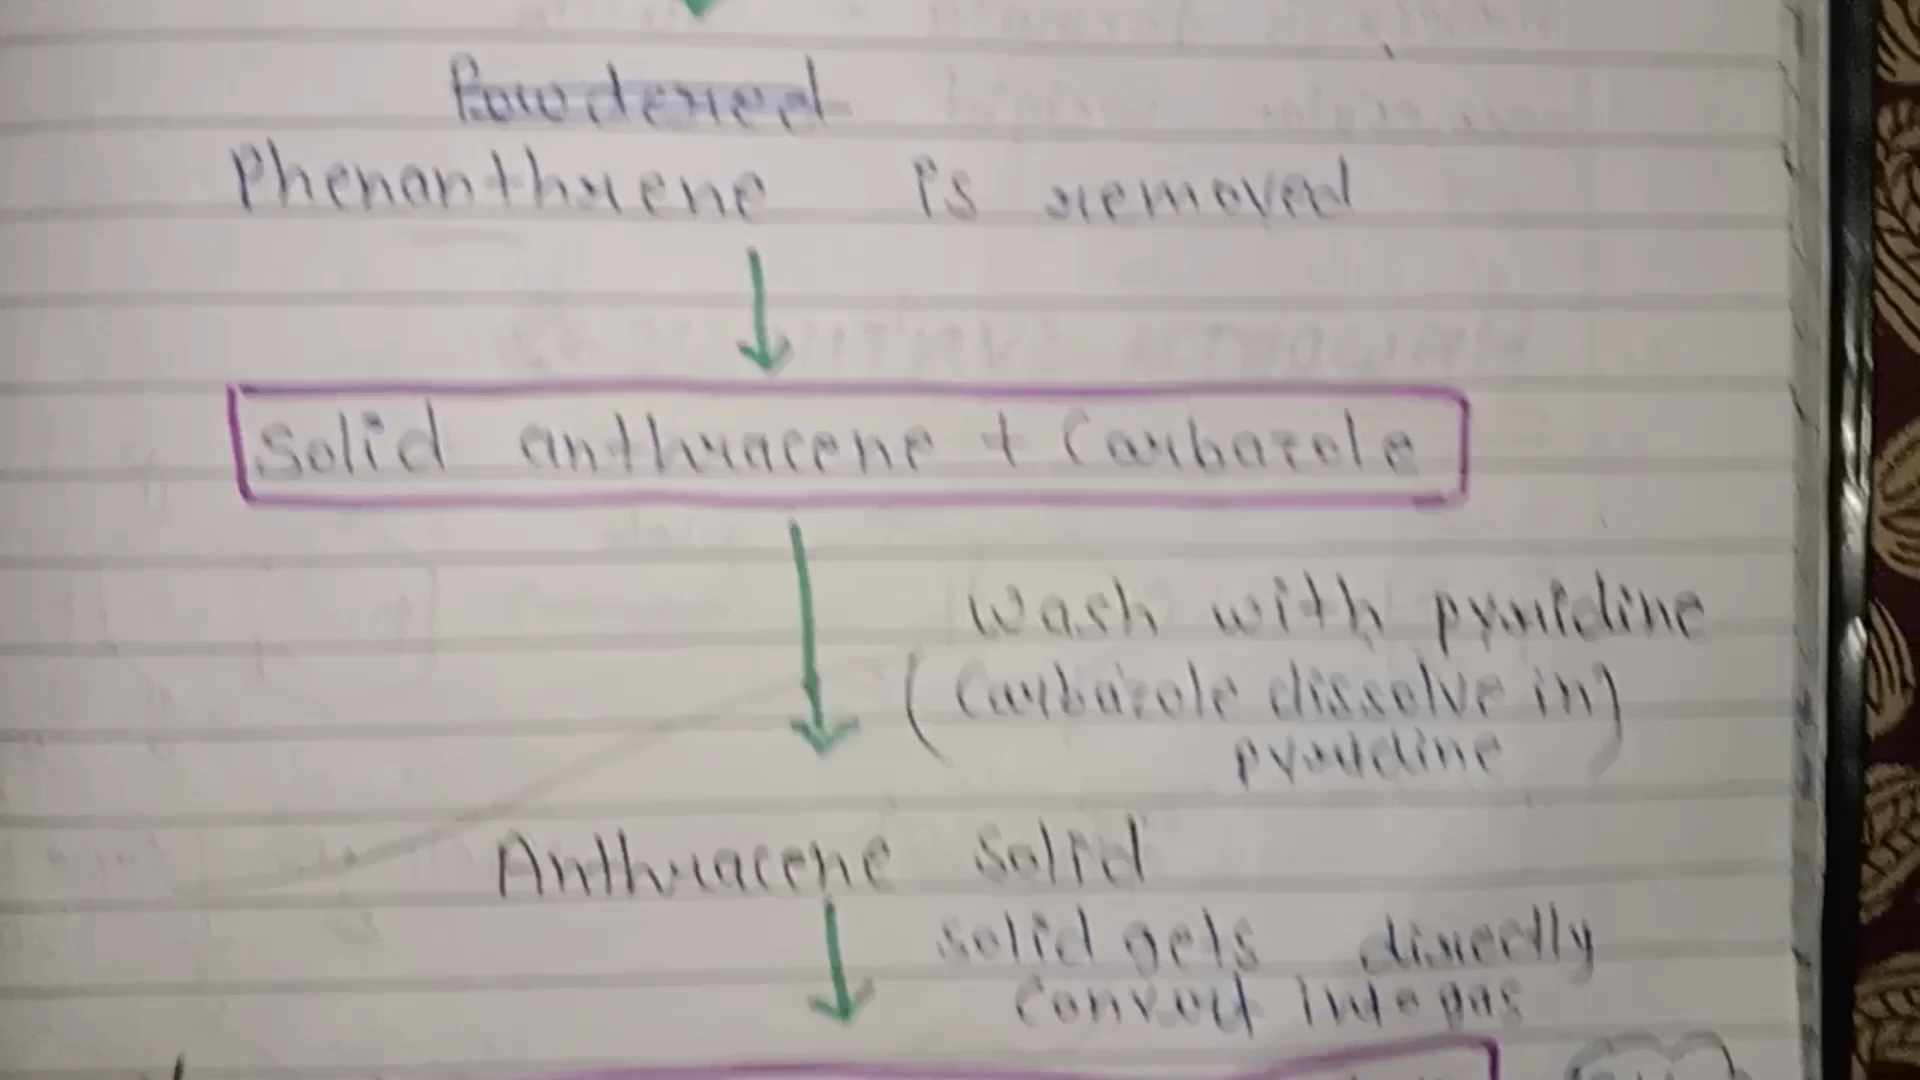 Powdered
Phenanthrene is removed
Solid anthracene + Carbazole
Wash with pyridine
(Carbazole dissolve in)
pyridine
Anthracene solid
solid gets directly
Convert into gas